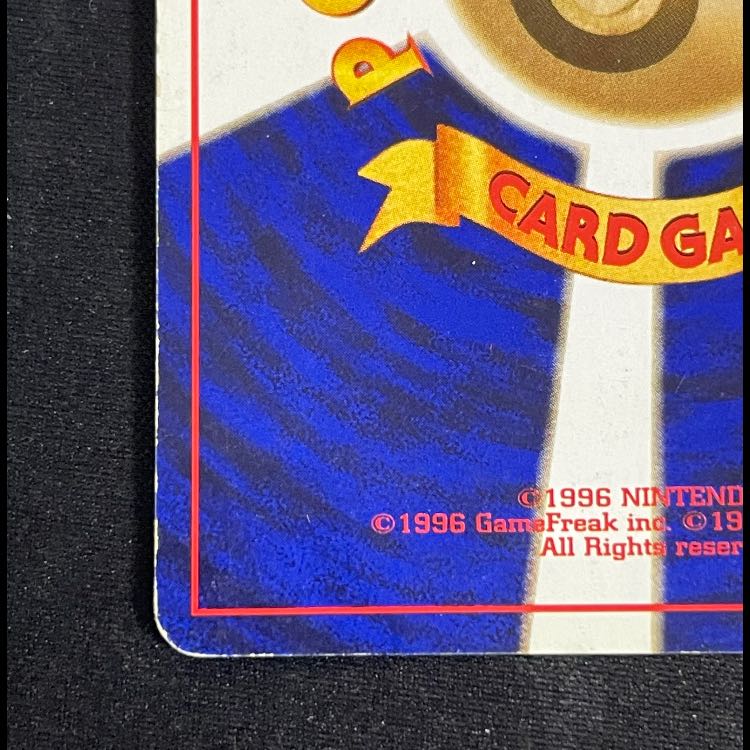 P
CARD GA
©1996 NINTEND
©1996 GameFreak inc. ©19
All Rights reser